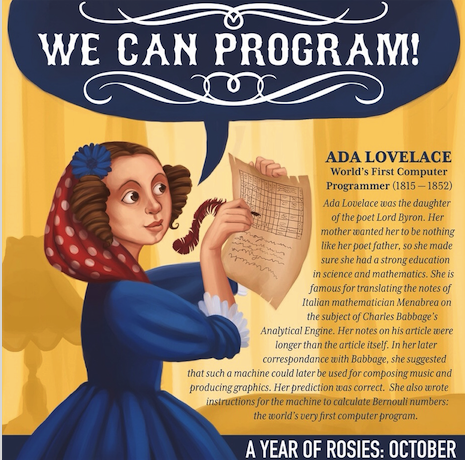 WE CAN PROGRAM!
ADA LOVELACE
World's First Computer
Programmer (1815 – 1852)
Ada Lovelace was the daughter
of the poet Lord Byron. Her
mother wanted her to be nothing
like her poet father, so she made
sure she had a strong education
in science and mathematics. She is
famous for translating the notes of
Italian mathematician Menabrea on
the subject of Charles Babbage's
Analytical Engine. Her notes on his article were
longer than the article itself. In her later
correspondance with Babbage, she suggested
that such a machine could later be used for composing music and
producing graphics. Her prediction was correct. She also wrote
instructions for the machine to calculate Bernouli numbers:
the world's very first computer program.
A YEAR OF ROSIES: OCTOBER